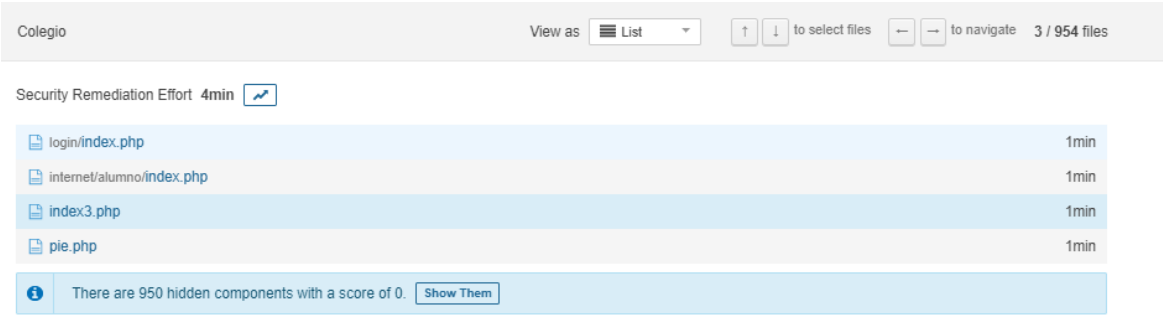 Colegio View as List ↑ ↓ to select files ← → to navigate 3 / 954 files
Security Remediation Effort 4min
login/index.php 1min
internet/alumno/index.php 1min
index3.php 1min
pie.php 1min
There are 950 hidden components with a score of 0. Show Them